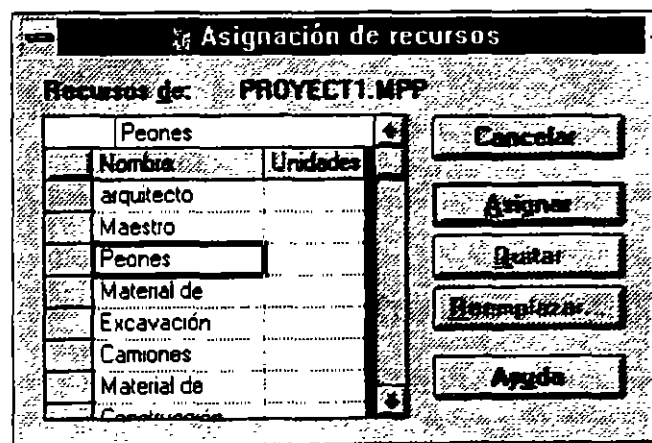 Asignación de recursos
Recursos de: PROYECT1.MPP
Peones
Nombre Unidades
arquitecto
Maestro
Peones
Material de
Excavación
Camiones
Material de
Construcción
Cancelar
Asignar
Quitar
Reemplazar...
Ayuda